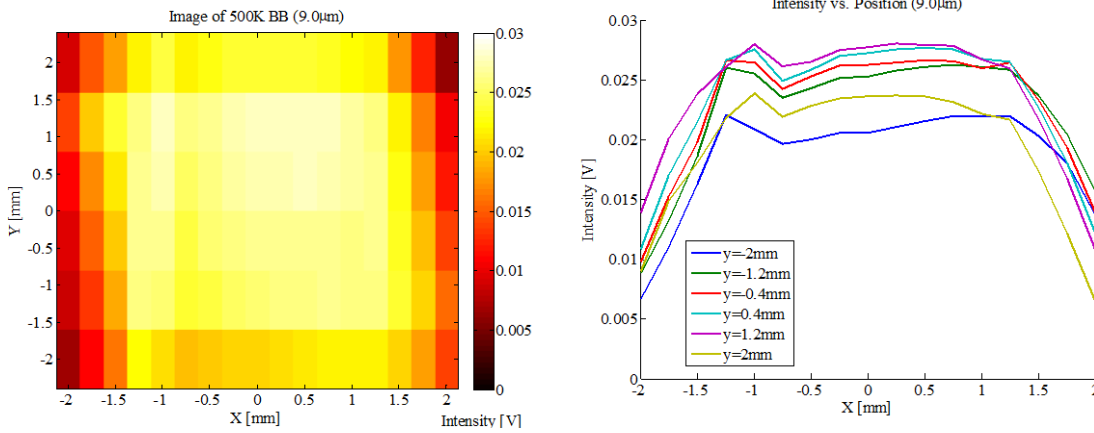 Image of 500K BB (9.0μm)
2
1.5
1
0.5
0
-0.5
-1
-1.5
-2
Y [mm]
-2 -1.5 -1 -0.5 0 0.5 1 1.5 2
X [mm]
0.03
0.025
0.02
0.015
0.01
0.005
0
Intensity [V]
Intensity vs. Position (9.0μm)
0.03
0.025
0.02
0.015
0.01
0.005
0
Intensity [V]
y=-2mm
y=-1.2mm
y=-0.4mm
y=0.4mm
y=1.2mm
y=2mm
-2 -1.5 -1 -0.5 0 0.5 1 1.5 2
X [mm]